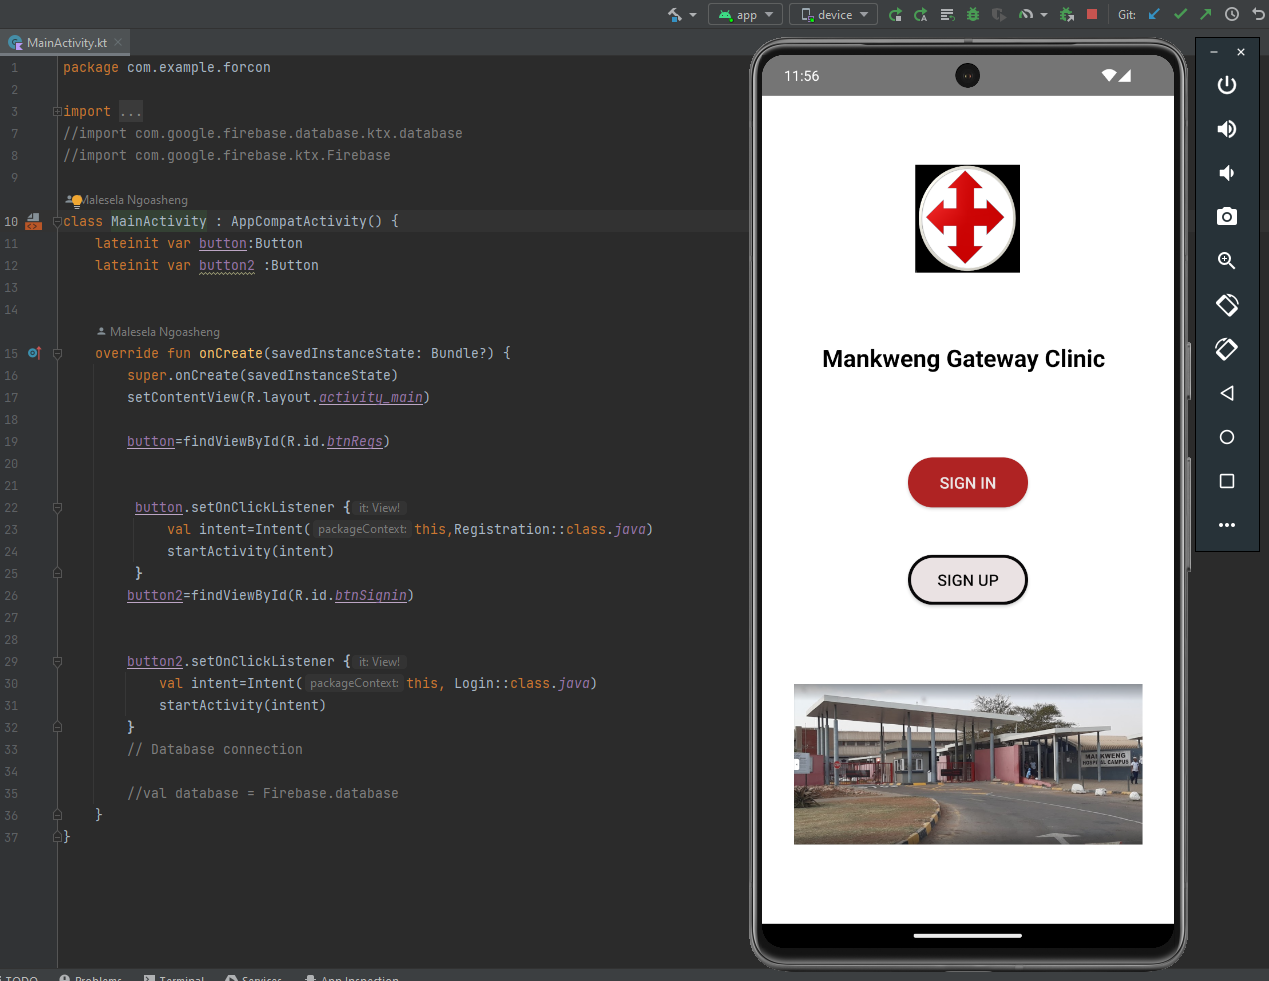 app
device
Git:
MainActivity.kt
1 package com.example.forcon
2
3 import ...
7 //import com.google.firebase.database.ktx.database
8 //import com.google.firebase.ktx.Firebase
9
Malesela Ngoasheng
10 class MainActivity : AppCompatActivity() {
11 lateinit var button:Button
12 lateinit var button2 :Button
13
14
Malesela Ngoasheng
15 override fun onCreate(savedInstanceState: Bundle?) {
16 super.onCreate(savedInstanceState)
17 setContentView(R.layout.activity_main)
18
19 button=findViewById(R.id.btnRegs)
20
21
22 button.setOnClickListener { it: View!
23 val intent=Intent( packageContext: this,Registration::class.java)
24 startActivity(intent)
25 }
26 button2=findViewById(R.id.btnSignin)
27
28
29 button2.setOnClickListener { it: View!
30 val intent=Intent( packageContext: this, Login::class.java)
31 startActivity(intent)
32 }
33 // Database connection
34
35 //val database = Firebase.database
36 }
37 }
TODO Problems Terminal Services App Inspection
11:56
Mankweng Gateway Clinic
SIGN IN
SIGN UP
MANKWENG
HOSPITAL CAMPUS